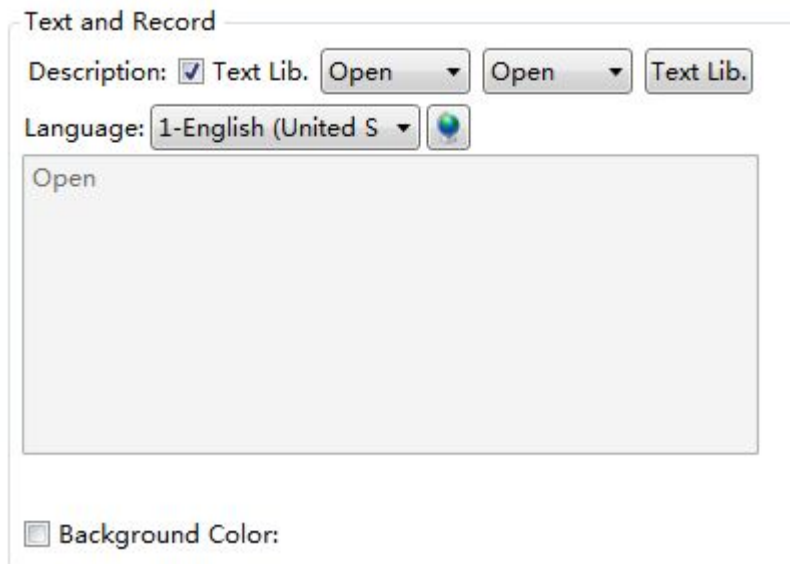 Text and Record
Description: Text Lib. Open Open Text Lib.
Language: 1-English (United S
Open
Background Color: